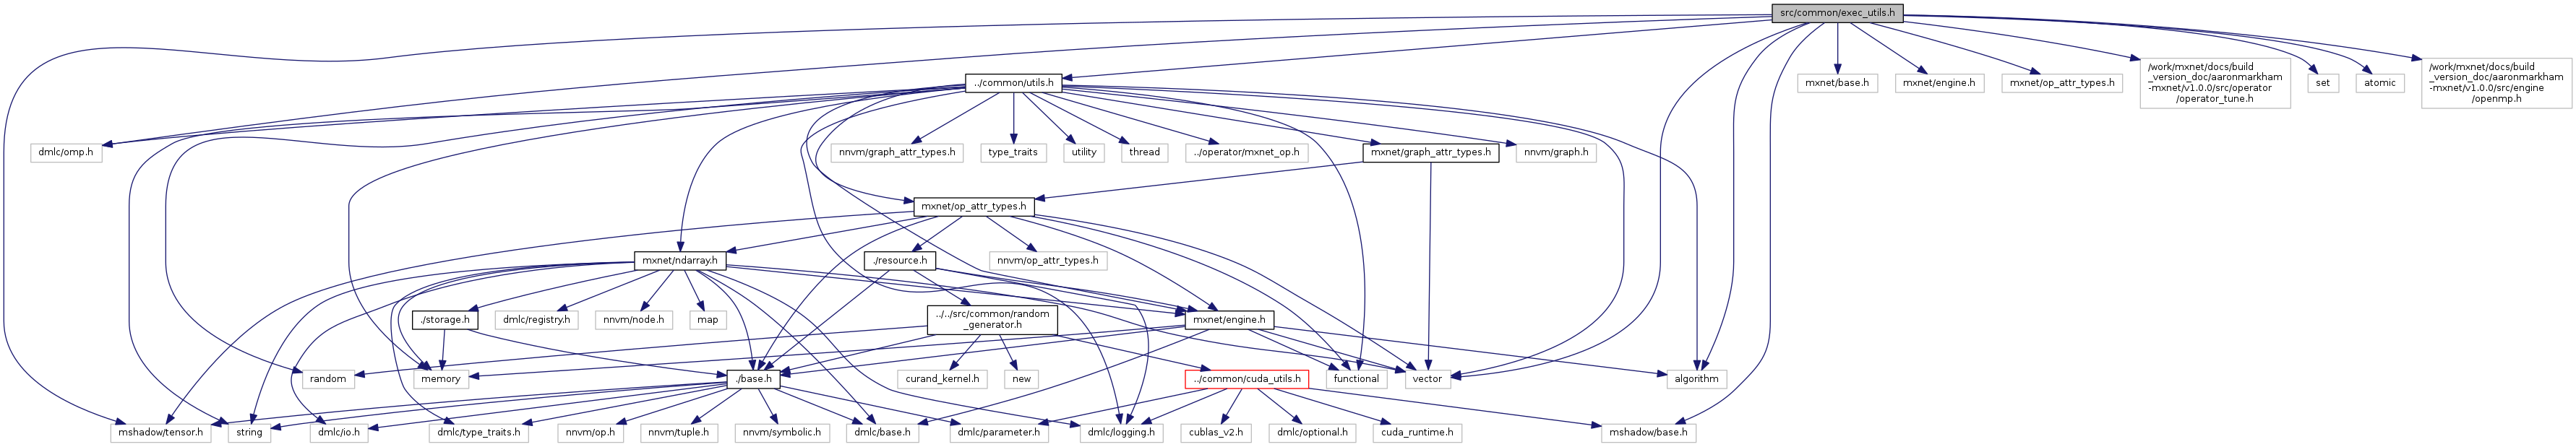 src/common/exec_utils.h
../common/utils.h
mxnet/base.h
mxnet/engine.h
mxnet/op_attr_types.h
/work/mxnet/docs/build
_version_doc/aaronmarkham
-mxnet/v1.0.0/src/operator
/operator_tune.h
set
atomic
/work/mxnet/docs/build
_version_doc/aaronmarkham
-mxnet/v1.0.0/src/engine
/openmp.h
dmlc/omp.h
nnvm/graph_attr_types.h
type_traits
utility
thread
../operator/mxnet_op.h
mxnet/graph_attr_types.h
nnvm/graph.h
mxnet/op_attr_types.h
mxnet/ndarray.h
./resource.h
nnvm/op_attr_types.h
./storage.h
dmlc/registry.h
nnvm/node.h
map
../../src/common/random
_generator.h
mxnet/engine.h
random
memory
./base.h
curand_kernel.h
new
../common/cuda_utils.h
functional
vector
algorithm
mshadow/tensor.h
string
dmlc/io.h
dmlc/type_traits.h
nnvm/op.h
nnvm/tuple.h
nnvm/symbolic.h
dmlc/base.h
dmlc/parameter.h
dmlc/logging.h
cublas_v2.h
dmlc/optional.h
cuda_runtime.h
mshadow/base.h